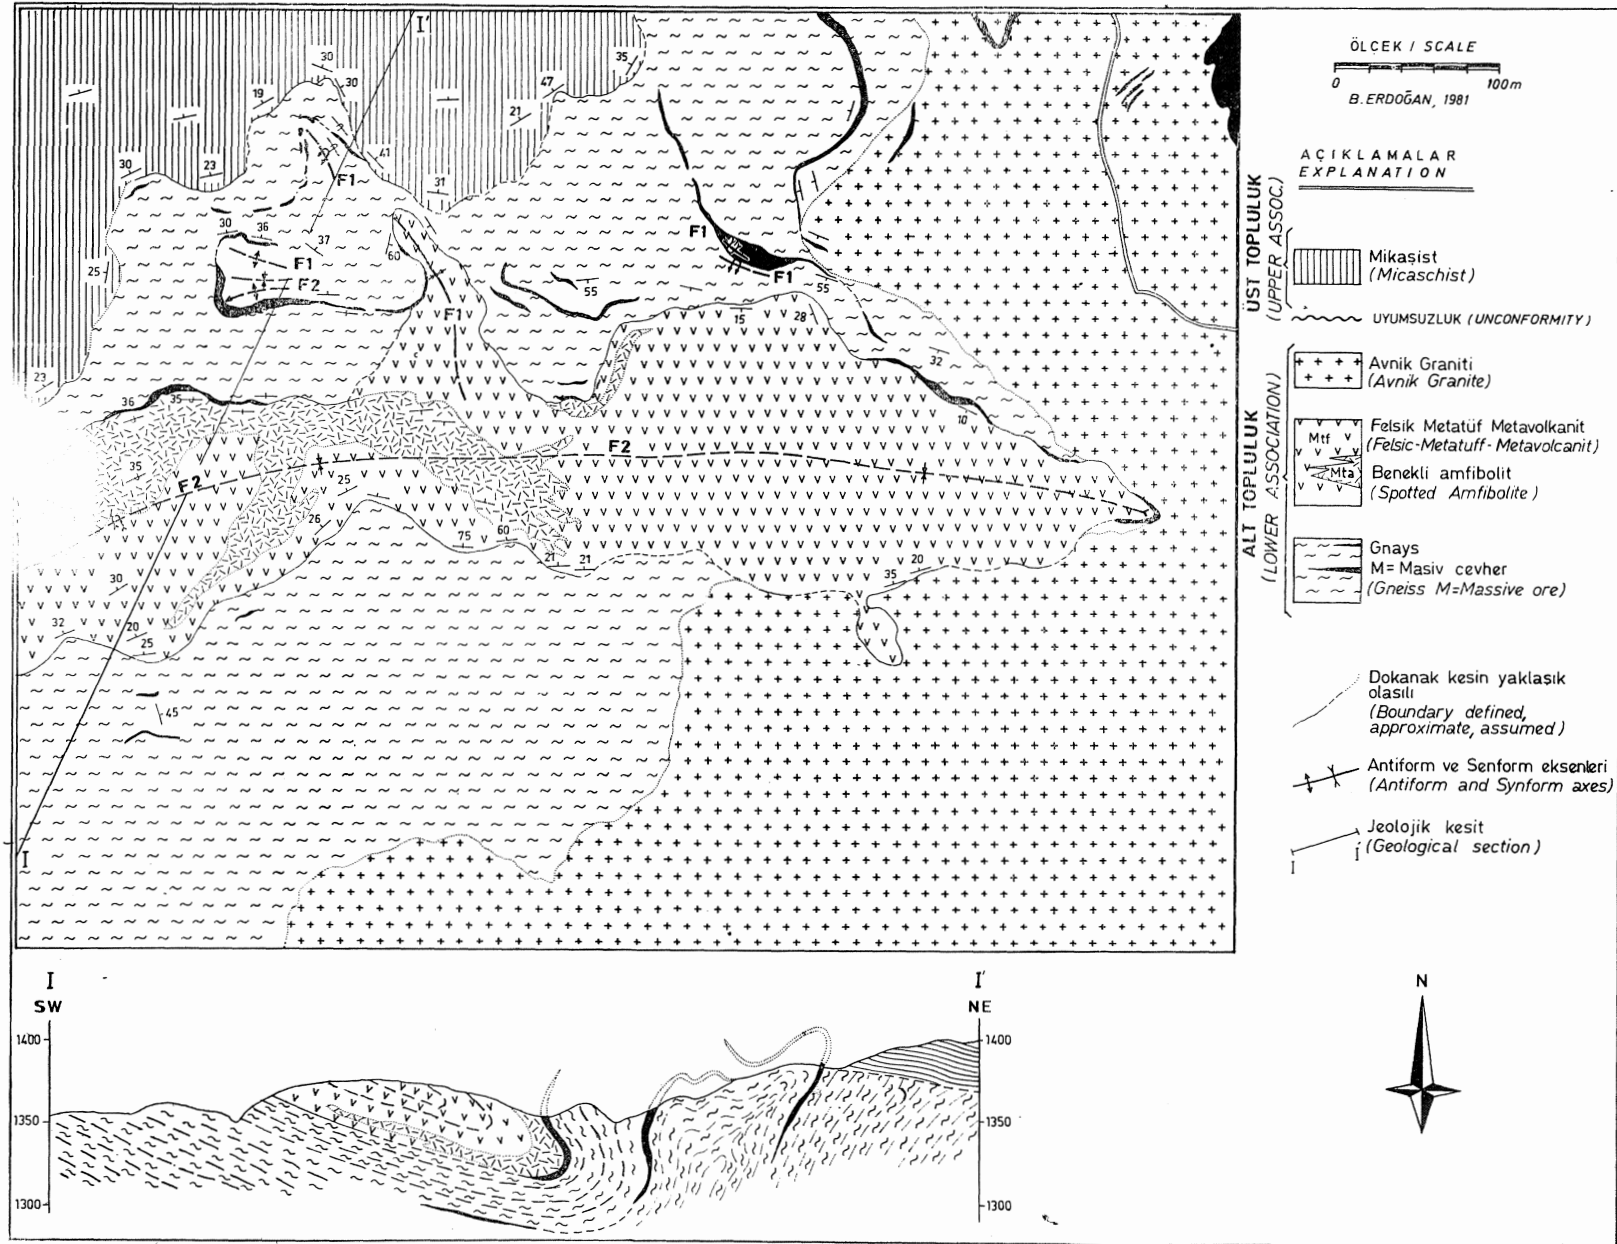 I'
30
30
19
47
35
21
41
30
23
31
F1
30
36
37
25
F1
F2
60
F1
55
F1
F1
55
15
28
32
23
36
35
10
F2
35
F2
25
26
75
60
21
21
20
35
30
32
20
25
45
I
ÖLÇEK / SCALE
0 100m
B. ERDOĞAN, 1981
AÇIKLAMALAR
EXPLANATION
ÜST TOPLULUK
(UPPER ASSOC.)
Mikaşist
(Micaschist)
UYUMSUZLUK (UNCONFORMITY)
ALT TOPLULUK
(LOWER ASSOCIATION)
Avnik Graniti
(Avnik Granite)
Mtf
Felsik Metatüf Metavolkanit
(Felsic-Metatuff-Metavolcanit)
Mta
Benekli amfibolit
(Spotted Amfibolite)
Gnays
M= Masiv cevher
(Gneiss M=Massive ore)
Dokanak kesin yaklaşık
olasılı
(Boundary defined,
approximate, assumed)
Antiform ve Senform eksenleri
(Antiform and Synform axes)
Jeolojik kesit
(Geological section)
I İ
I
SW
I'
NE
1400
1350
1300
1400
1350
1300
N